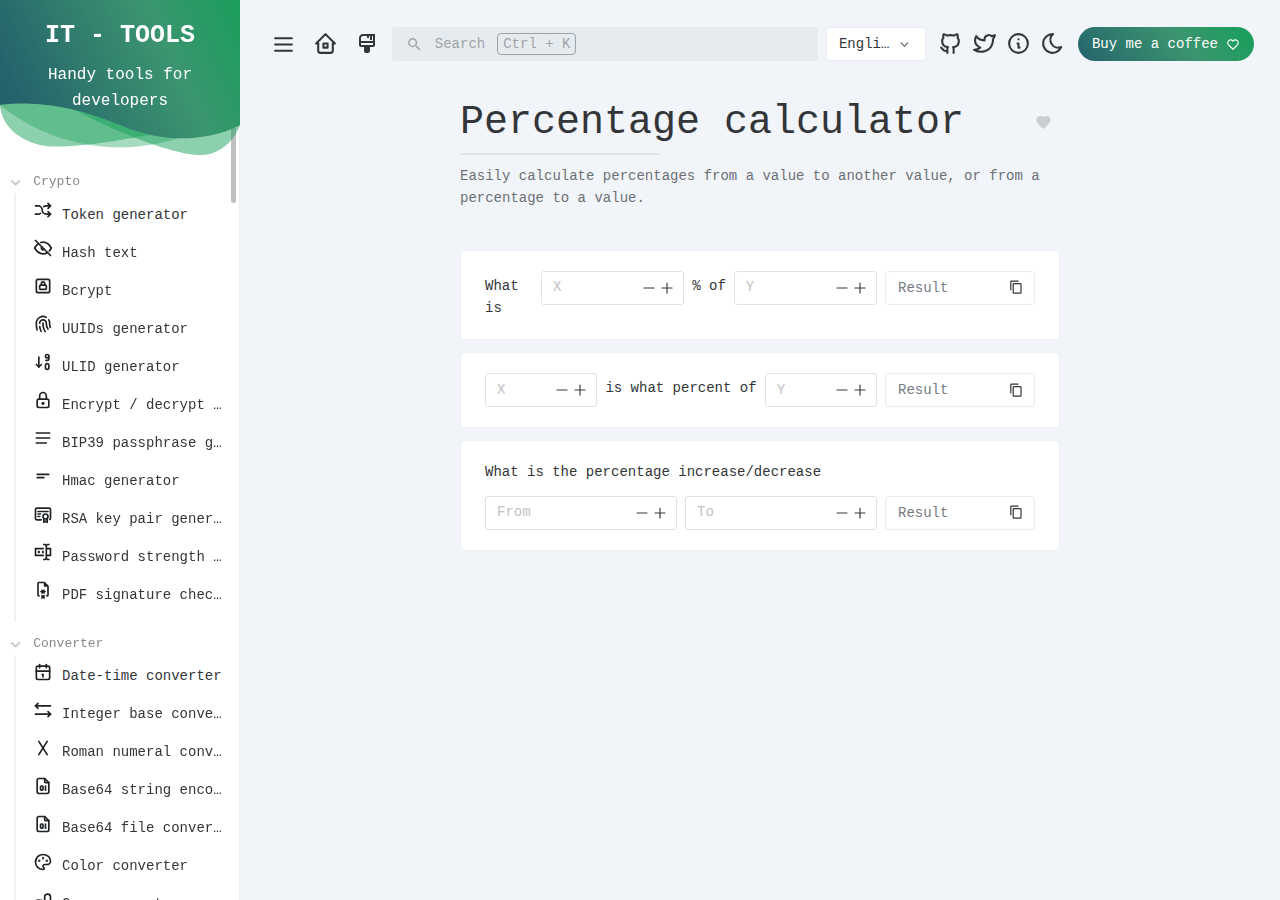 IT - TOOLS
Handy tools for
developers
Crypto
Token generator
Hash text
Bcrypt
UUIDs generator
ULID generator
Encrypt / decrypt …
BIP39 passphrase g…
Hmac generator
RSA key pair gener…
Password strength …
PDF signature chec…
Converter
Date-time converter
Integer base conve…
Roman numeral conv…
Base64 string enco…
Base64 file conver…
Color converter
Search Ctrl + K
Engli…
Buy me a coffee
Percentage calculator
Easily calculate percentages from a value to another value, or from a
percentage to a value.
What
is
X
% of
Y
Result
X
is what percent of
Y
Result
What is the percentage increase/decrease
From
To
Result